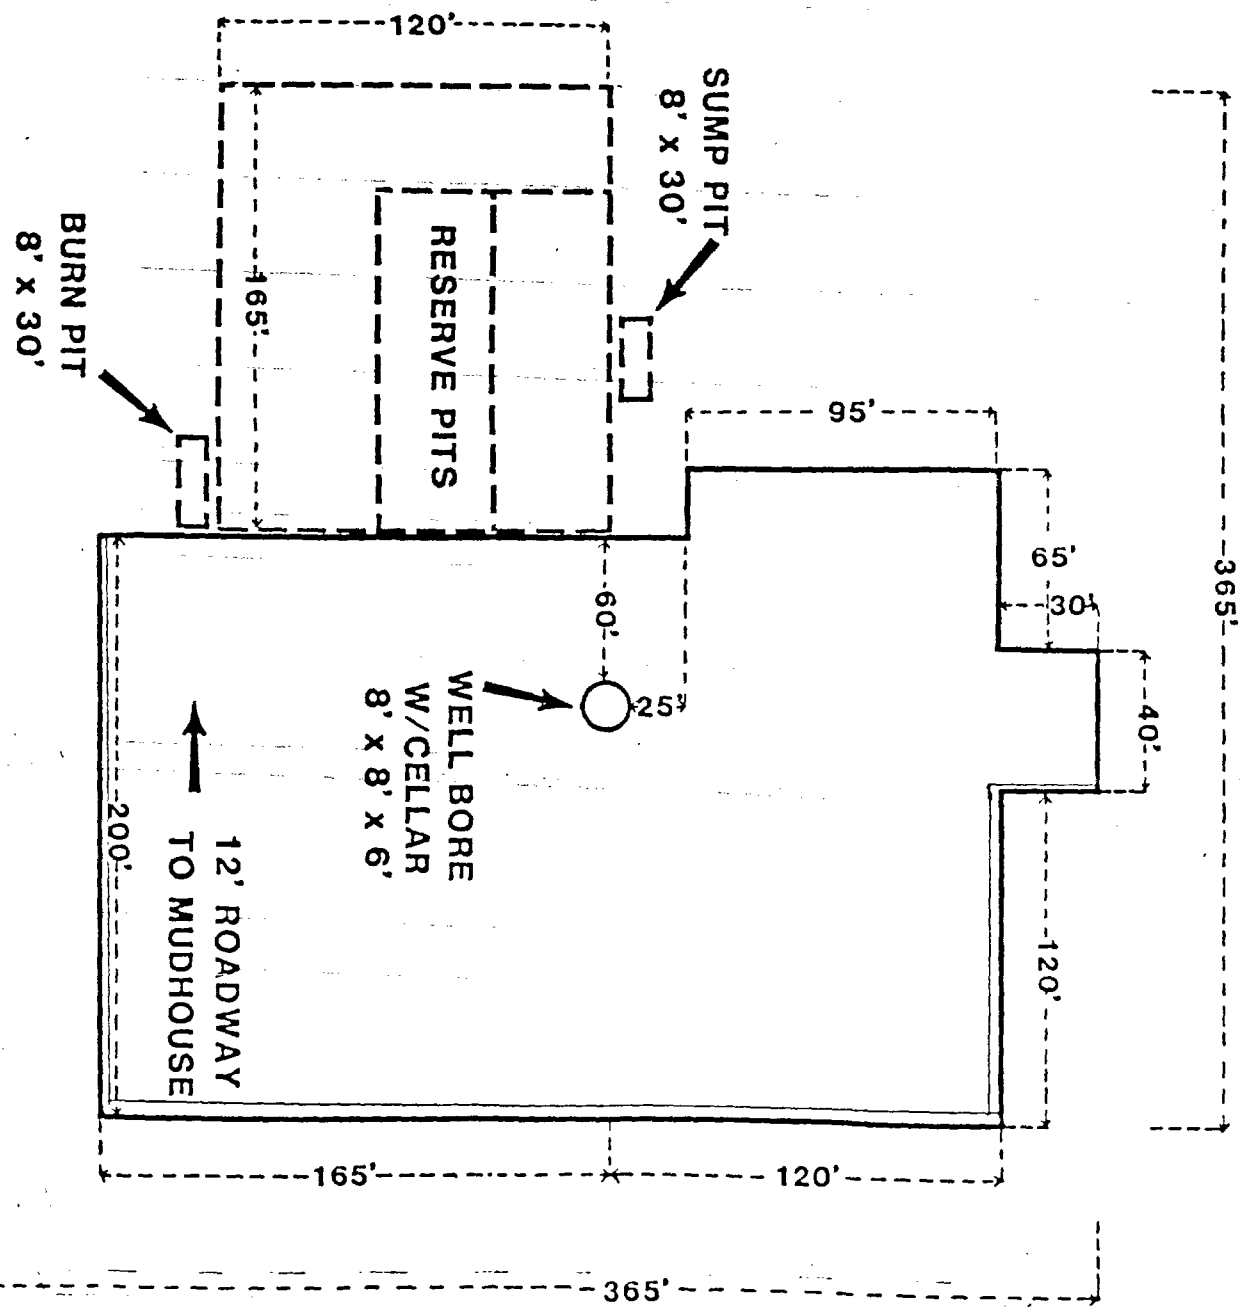 120'
SUMP PIT
8' x 30'
365'
BURN PIT
8' x 30'
165'
RESERVE PITS
95'
65'
30'
60'
25'
40'
WELL BORE
W/CELLAR
8' x 8' x 6'
200'
12' ROADWAY
TO MUDHOUSE
120'
165'
120'
365'